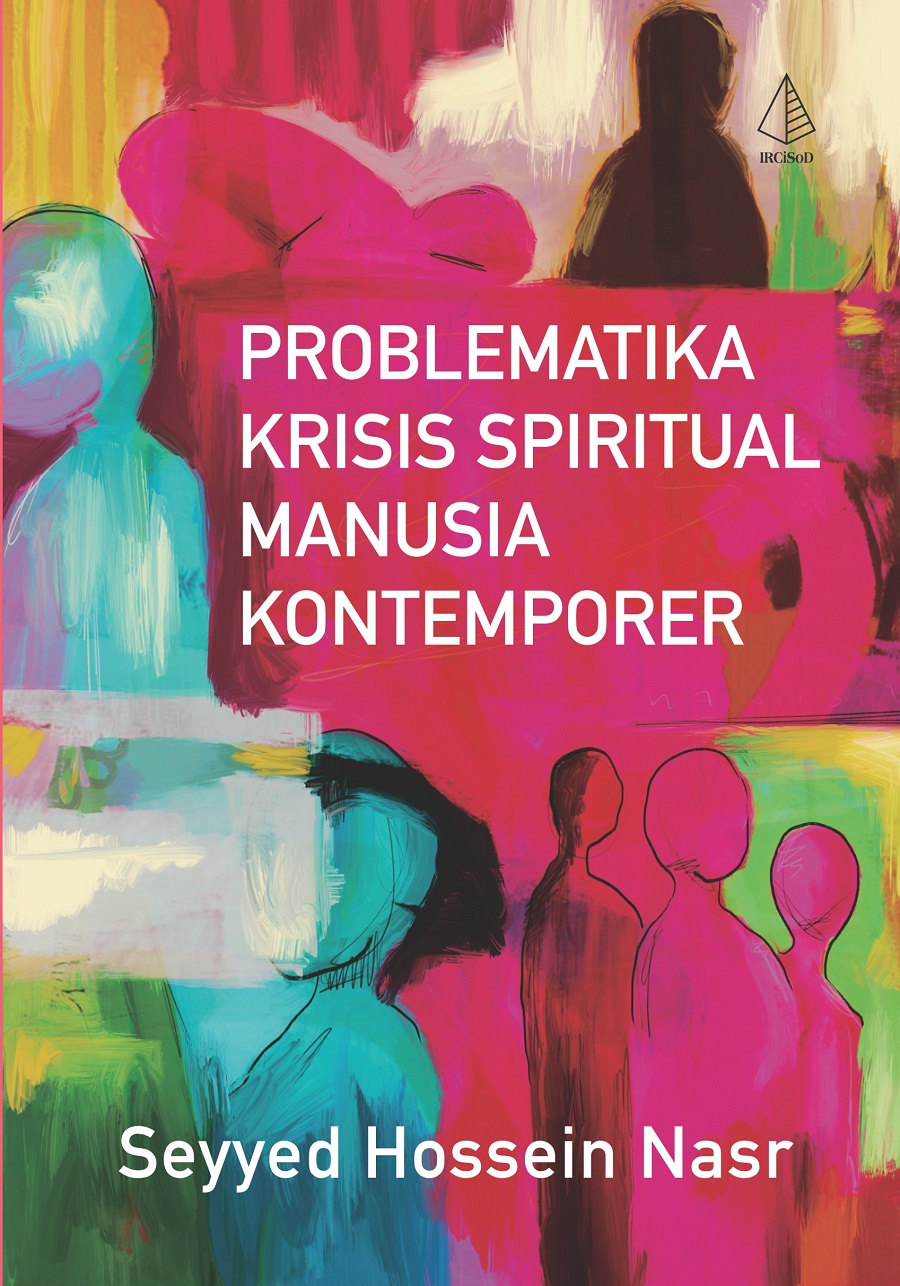 IRCiSoD
PROBLEMATIKA
KRISIS SPIRITUAL
MANUSIA
KONTEMPORER
Seyyed Hossein Nasr